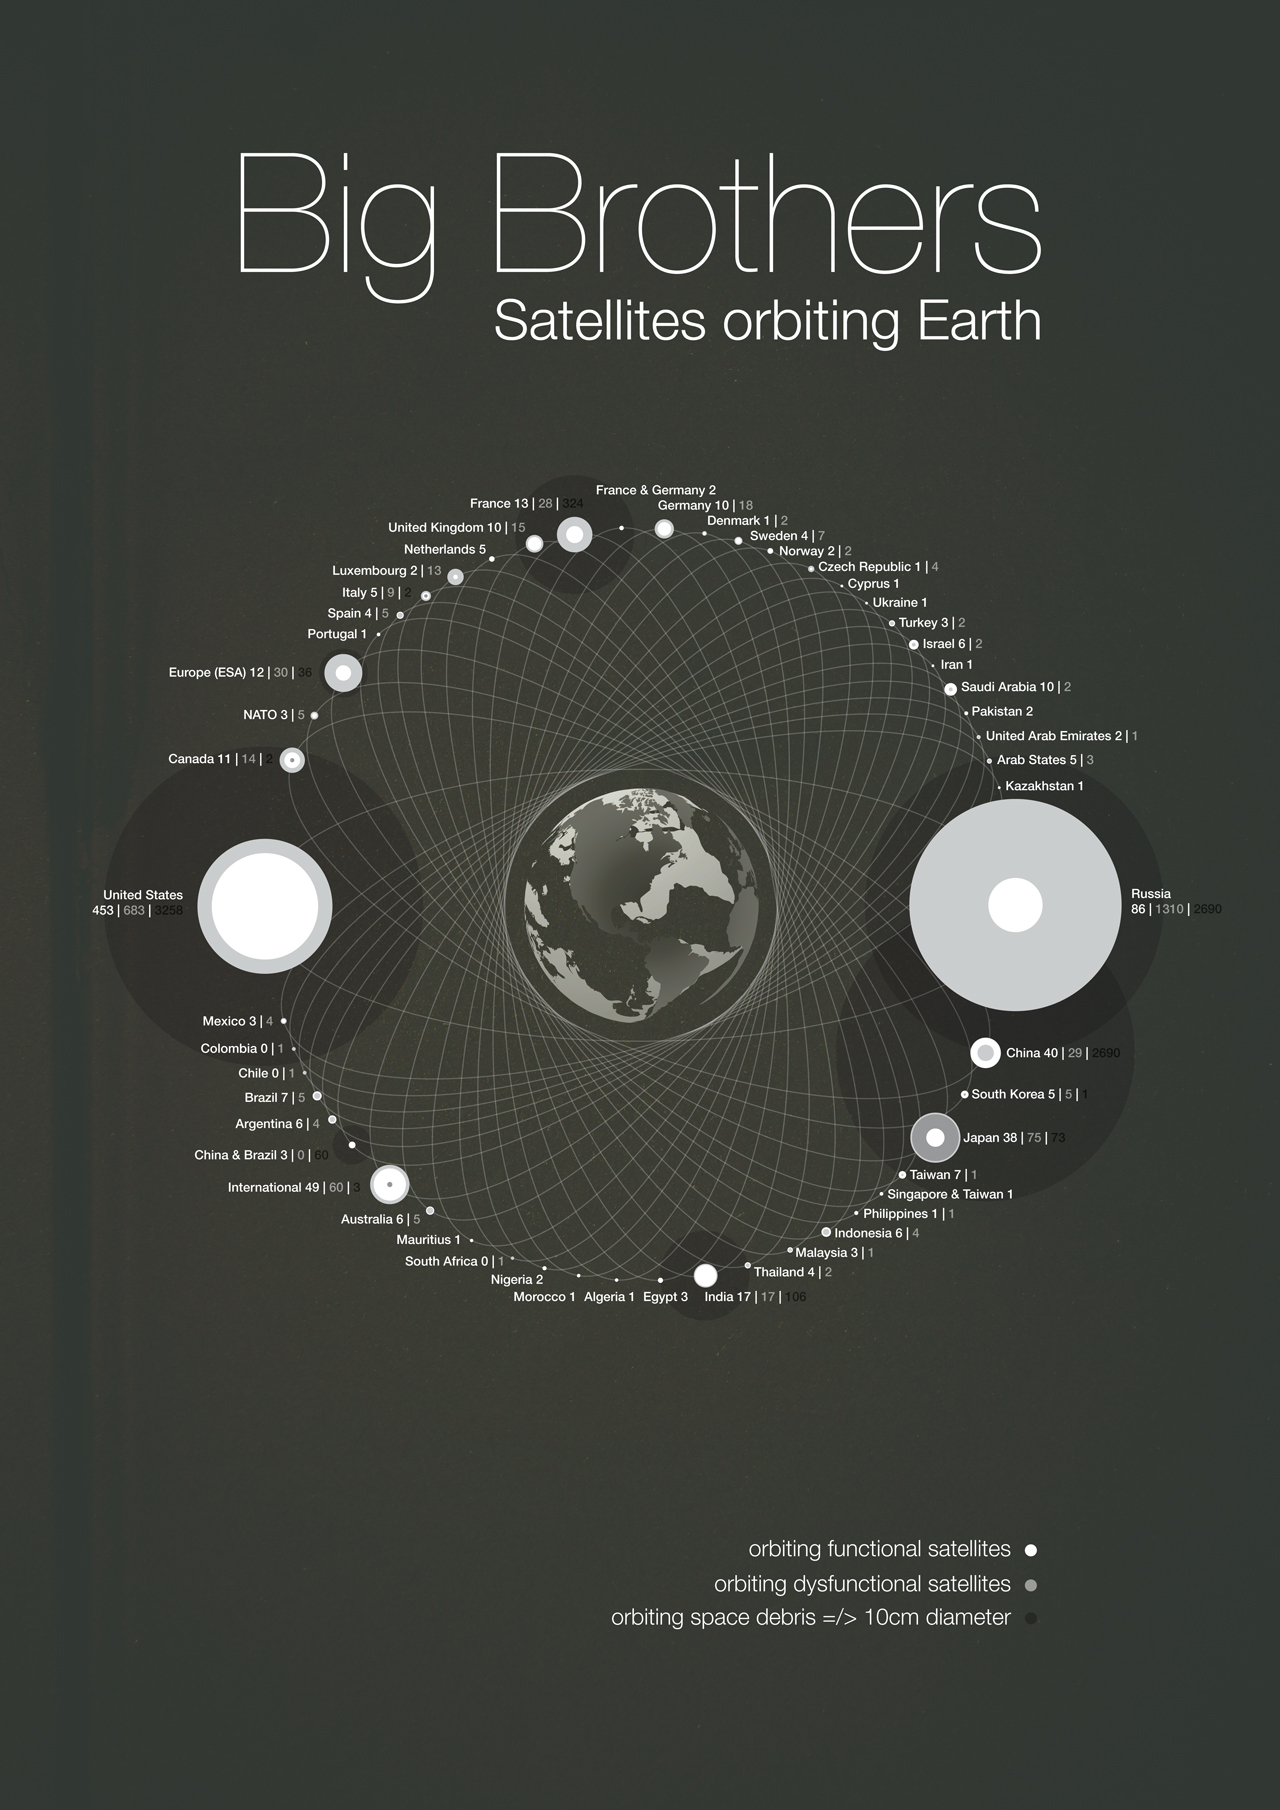 Big Brothers
Satellites orbiting Earth
France & Germany 2
France 13 | 28 | 324
Germany 10 | 18
United Kingdom 10 | 15
Denmark 1 | 2
Netherlands 5
Sweden 4 | 7
Norway 2 | 2
Luxembourg 2 | 13
Czech Republic 1 | 4
Italy 5 | 9 | 2
Cyprus 1
Spain 4 | 5
Ukraine 1
Portugal 1
Turkey 3 | 2
Israel 6 | 2
Iran 1
Europe (ESA) 12 | 30 | 36
Saudi Arabia 10 | 2
NATO 3 | 5
Pakistan 2
United Arab Emirates 2 | 1
Canada 11 | 14 | 2
Arab States 5 | 3
Kazakhstan 1
United States
453 | 683 | 3258
Russia
86 | 1310 | 2690
Mexico 3 | 4
Colombia 0 | 1
China 40 | 29 | 2690
Chile 0 | 1
Brazil 7 | 5
South Korea 5 | 5 | 1
Argentina 6 | 4
Japan 38 | 75 | 73
China & Brazil 3 | 0 | 60
Taiwan 7 | 1
International 49 | 60 | 3
Singapore & Taiwan 1
Australia 6 | 5
Philippines 1 | 1
Mauritius 1
Indonesia 6 | 4
South Africa 0 | 1
Malaysia 3 | 1
Nigeria 2
Thailand 4 | 2
Morocco 1
Algeria 1
Egypt 3
India 17 | 17 | 106
orbiting functional satellites
orbiting dysfunctional satellites
orbiting space debris =/> 10cm diameter